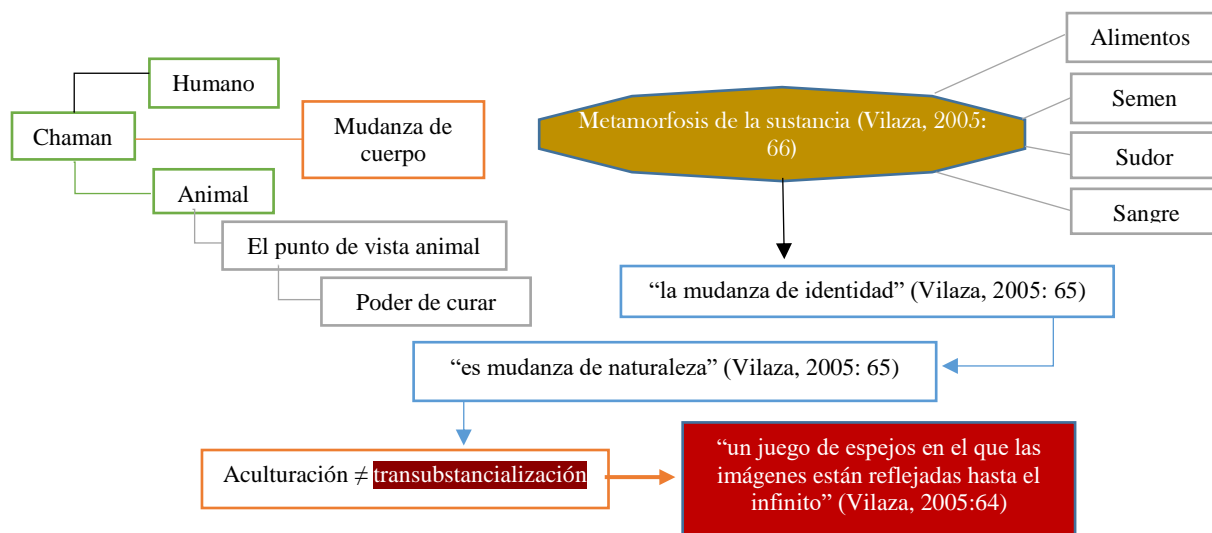 Humano
Chaman
Mudanza de
cuerpo
Animal
El punto de vista animal
Poder de curar
Metamorfosis de la sustancia (Vilaza, 2005:
66)
Alimentos
Semen
Sudor
Sangre
“la mudanza de identidad” (Vilaza, 2005: 65)
“es mudanza de naturaleza” (Vilaza, 2005: 65)
Aculturación ≠ transubstancialización
“un juego de espejos en el que las
imágenes están reflejadas hasta el
infinito” (Vilaza, 2005:64)